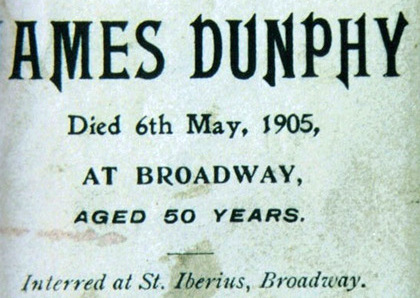 AMES DUNPHY
Died 6th May, 1905,
AT BROADWAY,
AGED 50 YEARS.
Interred at St. Iberius, Broadway.